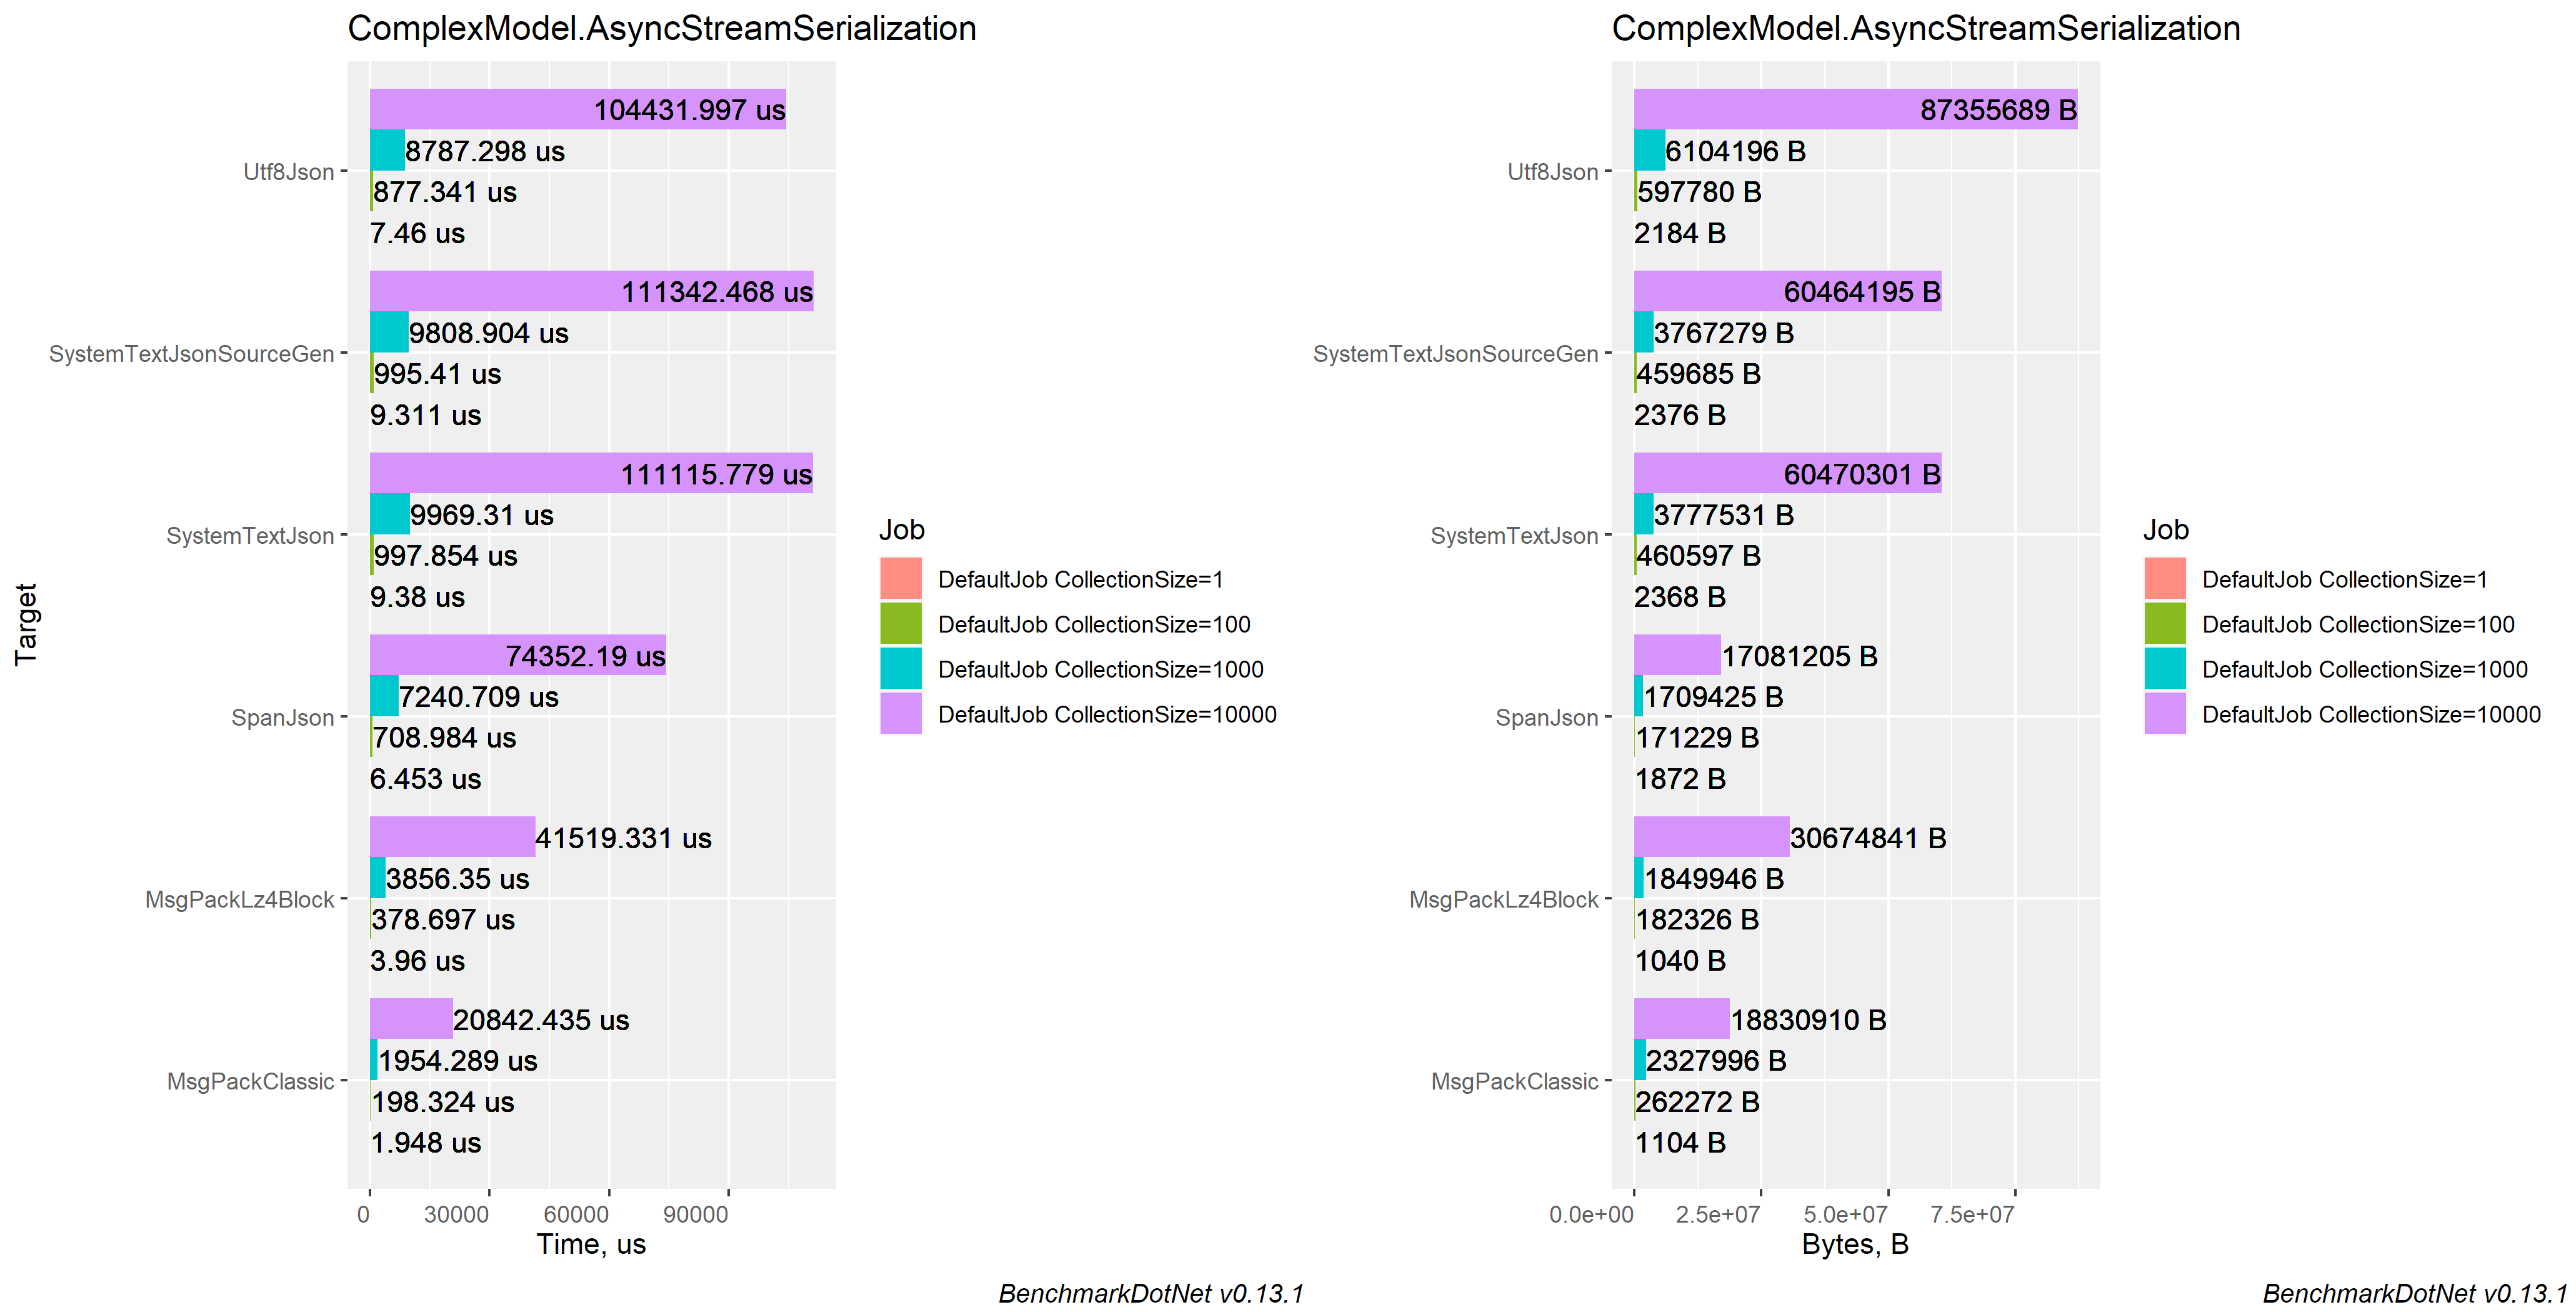 ComplexModel.AsyncStreamSerialization
Target
Utf8Json
104431.997 us
8787.298 us
877.341 us
7.46 us
SystemTextJsonSourceGen
111342.468 us
9808.904 us
995.41 us
9.311 us
SystemTextJson
111115.779 us
9969.31 us
997.854 us
9.38 us
SpanJson
74352.19 us
7240.709 us
708.984 us
6.453 us
MsgPackLz4Block
41519.331 us
3856.35 us
378.697 us
3.96 us
MsgPackClassic
20842.435 us
1954.289 us
198.324 us
1.948 us
0 30000 60000 90000
Time, us
Job
DefaultJob CollectionSize=1
DefaultJob CollectionSize=100
DefaultJob CollectionSize=1000
DefaultJob CollectionSize=10000
BenchmarkDotNet v0.13.1
ComplexModel.AsyncStreamSerialization
Utf8Json
87355689 B
6104196 B
597780 B
2184 B
SystemTextJsonSourceGen
60464195 B
3767279 B
459685 B
2376 B
SystemTextJson
60470301 B
3777531 B
460597 B
2368 B
SpanJson
17081205 B
1709425 B
171229 B
1872 B
MsgPackLz4Block
30674841 B
1849946 B
182326 B
1040 B
MsgPackClassic
18830910 B
2327996 B
262272 B
1104 B
0.0e+00 2.5e+07 5.0e+07 7.5e+07
Bytes, B
Job
DefaultJob CollectionSize=1
DefaultJob CollectionSize=100
DefaultJob CollectionSize=1000
DefaultJob CollectionSize=10000
BenchmarkDotNet v0.13.1